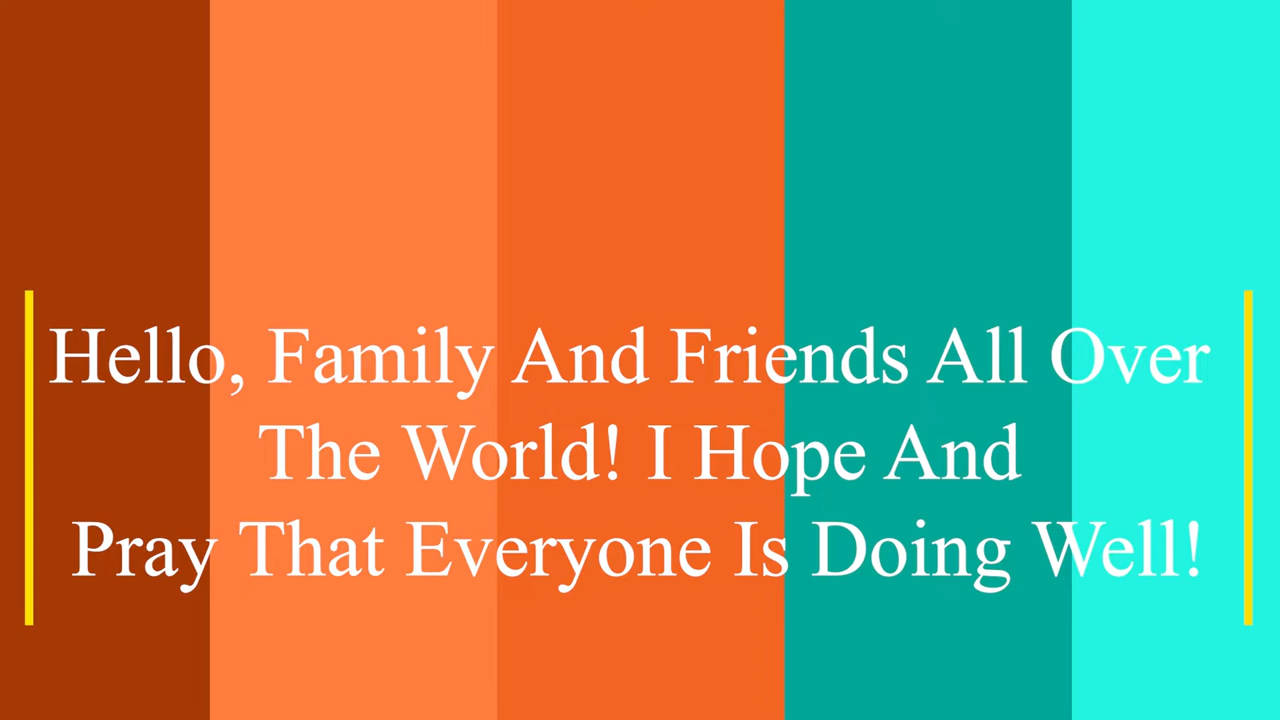 Hello, Family And Friends All Over
The World! I Hope And
Pray That Everyone Is Doing Well!